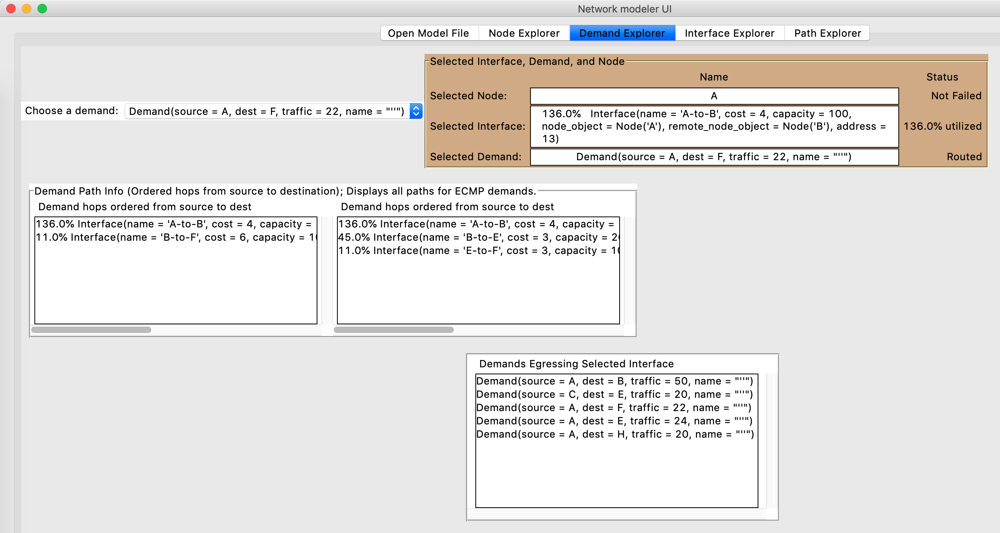 Network modeler UI
Open Model File Node Explorer Demand Explorer Interface Explorer Path Explorer
Selected Interface, Demand, and Node
Name Status
Selected Node: A Not Failed
Choose a demand: Demand(source = A, dest = F, traffic = 22, name = "''")
Selected Interface: 136.0% Interface(name = 'A-to-B', cost = 4, capacity = 100,
node_object = Node('A'), remote_node_object = Node('B'), address =
13)
136.0% utilized
Selected Demand: Demand(source = A, dest = F, traffic = 22, name = "''") Routed
Demand Path Info (Ordered hops from source to destination); Displays all paths for ECMP demands.
Demand hops ordered from source to dest
136.0% Interface(name = 'A-to-B', cost = 4, capacity =
11.0% Interface(name = 'B-to-F', cost = 6, capacity = 1
Demand hops ordered from source to dest
136.0% Interface(name = 'A-to-B', cost = 4, capacity =
45.0% Interface(name = 'B-to-E', cost = 3, capacity = 2
11.0% Interface(name = 'E-to-F', cost = 3, capacity = 1
Demands Egressing Selected Interface
Demand(source = A, dest = B, traffic = 50, name = "''")
Demand(source = C, dest = E, traffic = 20, name = "''")
Demand(source = A, dest = F, traffic = 22, name = "''")
Demand(source = A, dest = E, traffic = 24, name = "''")
Demand(source = A, dest = H, traffic = 20, name = "''")